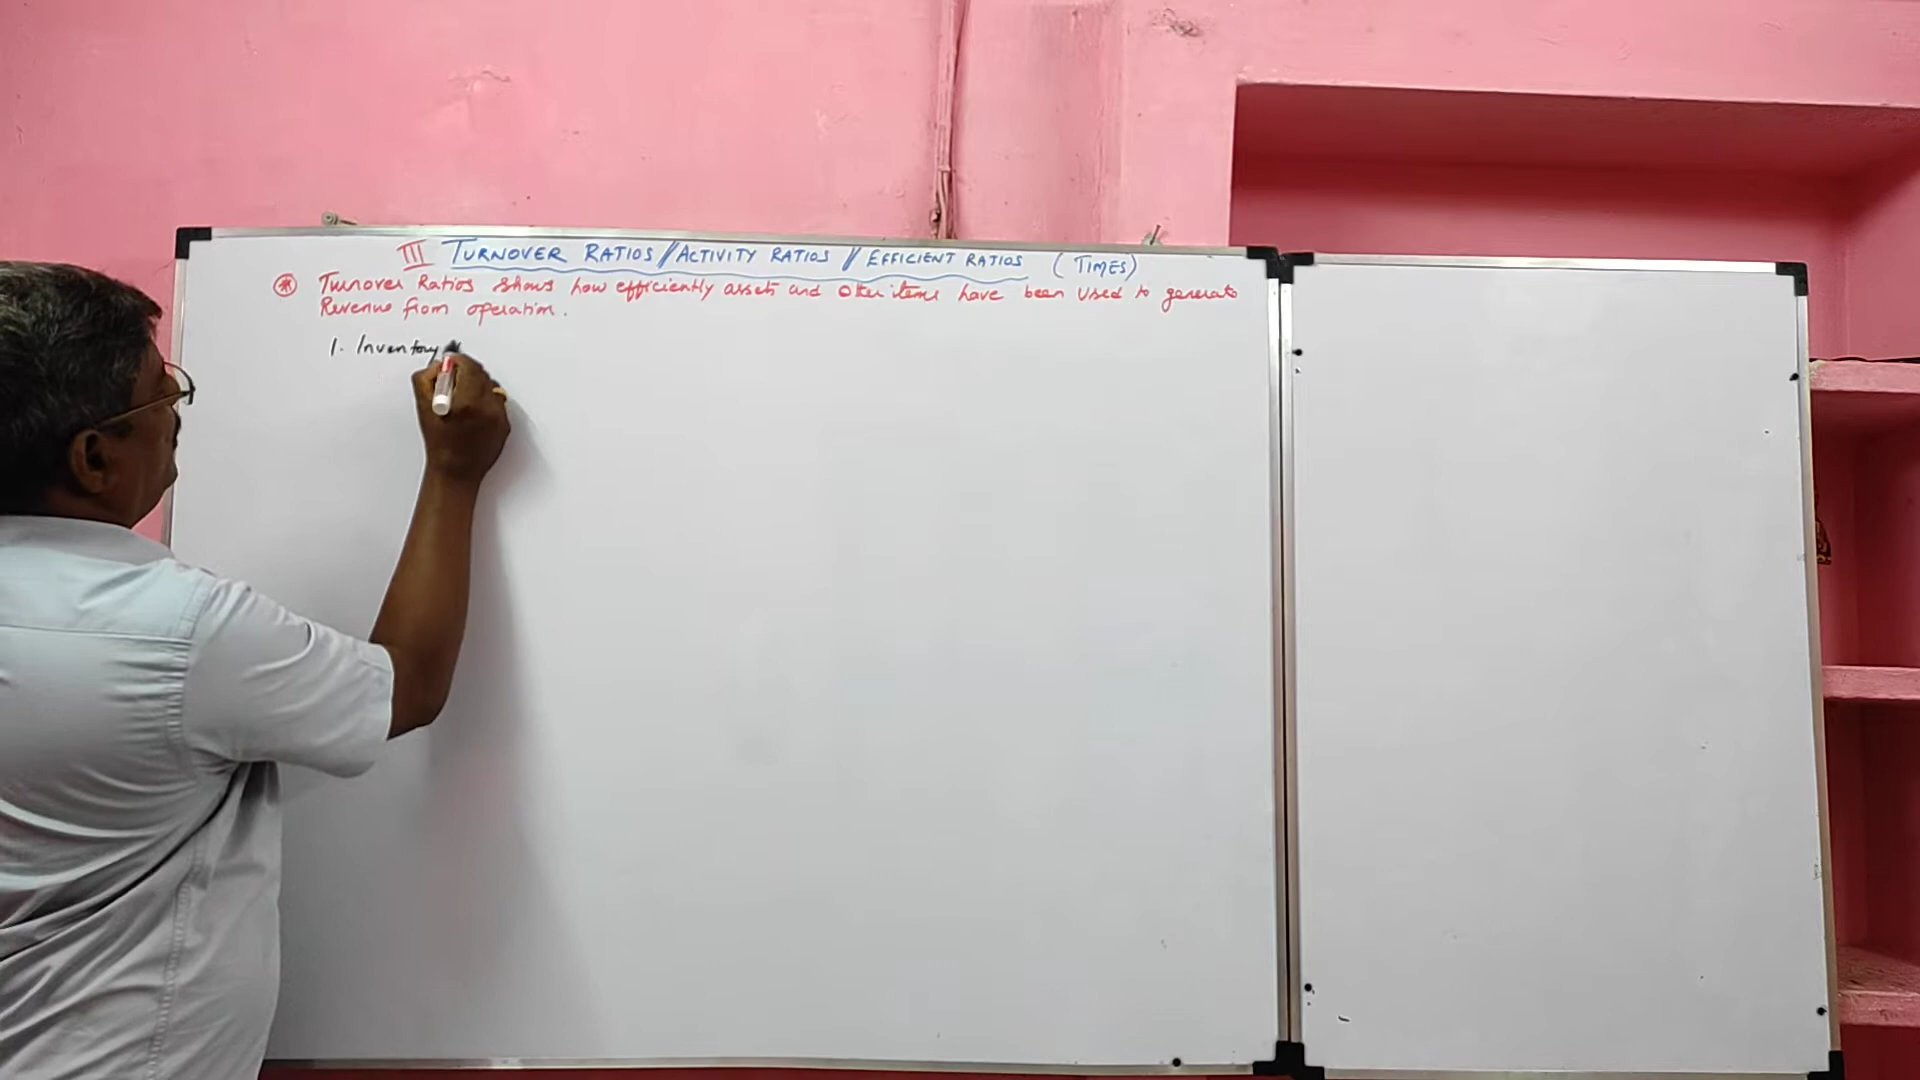 III TURNOVER RATIOS // ACTIVITY RATIOS // EFFICIENT RATIOS (TIMES)
* Turnover Ratios shows how efficiently assets and other items have been used to generate
Revenue from operation.
1. Inventory